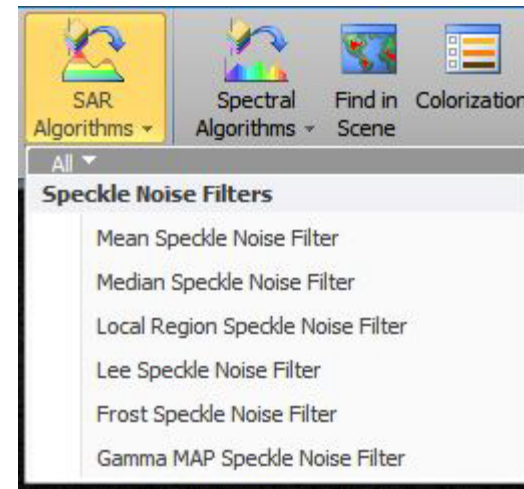 SAR
Algorithms
Spectral
Algorithms
Find in
Scene
Colorization
All
Speckle Noise Filters
Mean Speckle Noise Filter
Median Speckle Noise Filter
Local Region Speckle Noise Filter
Lee Speckle Noise Filter
Frost Speckle Noise Filter
Gamma MAP Speckle Noise Filter